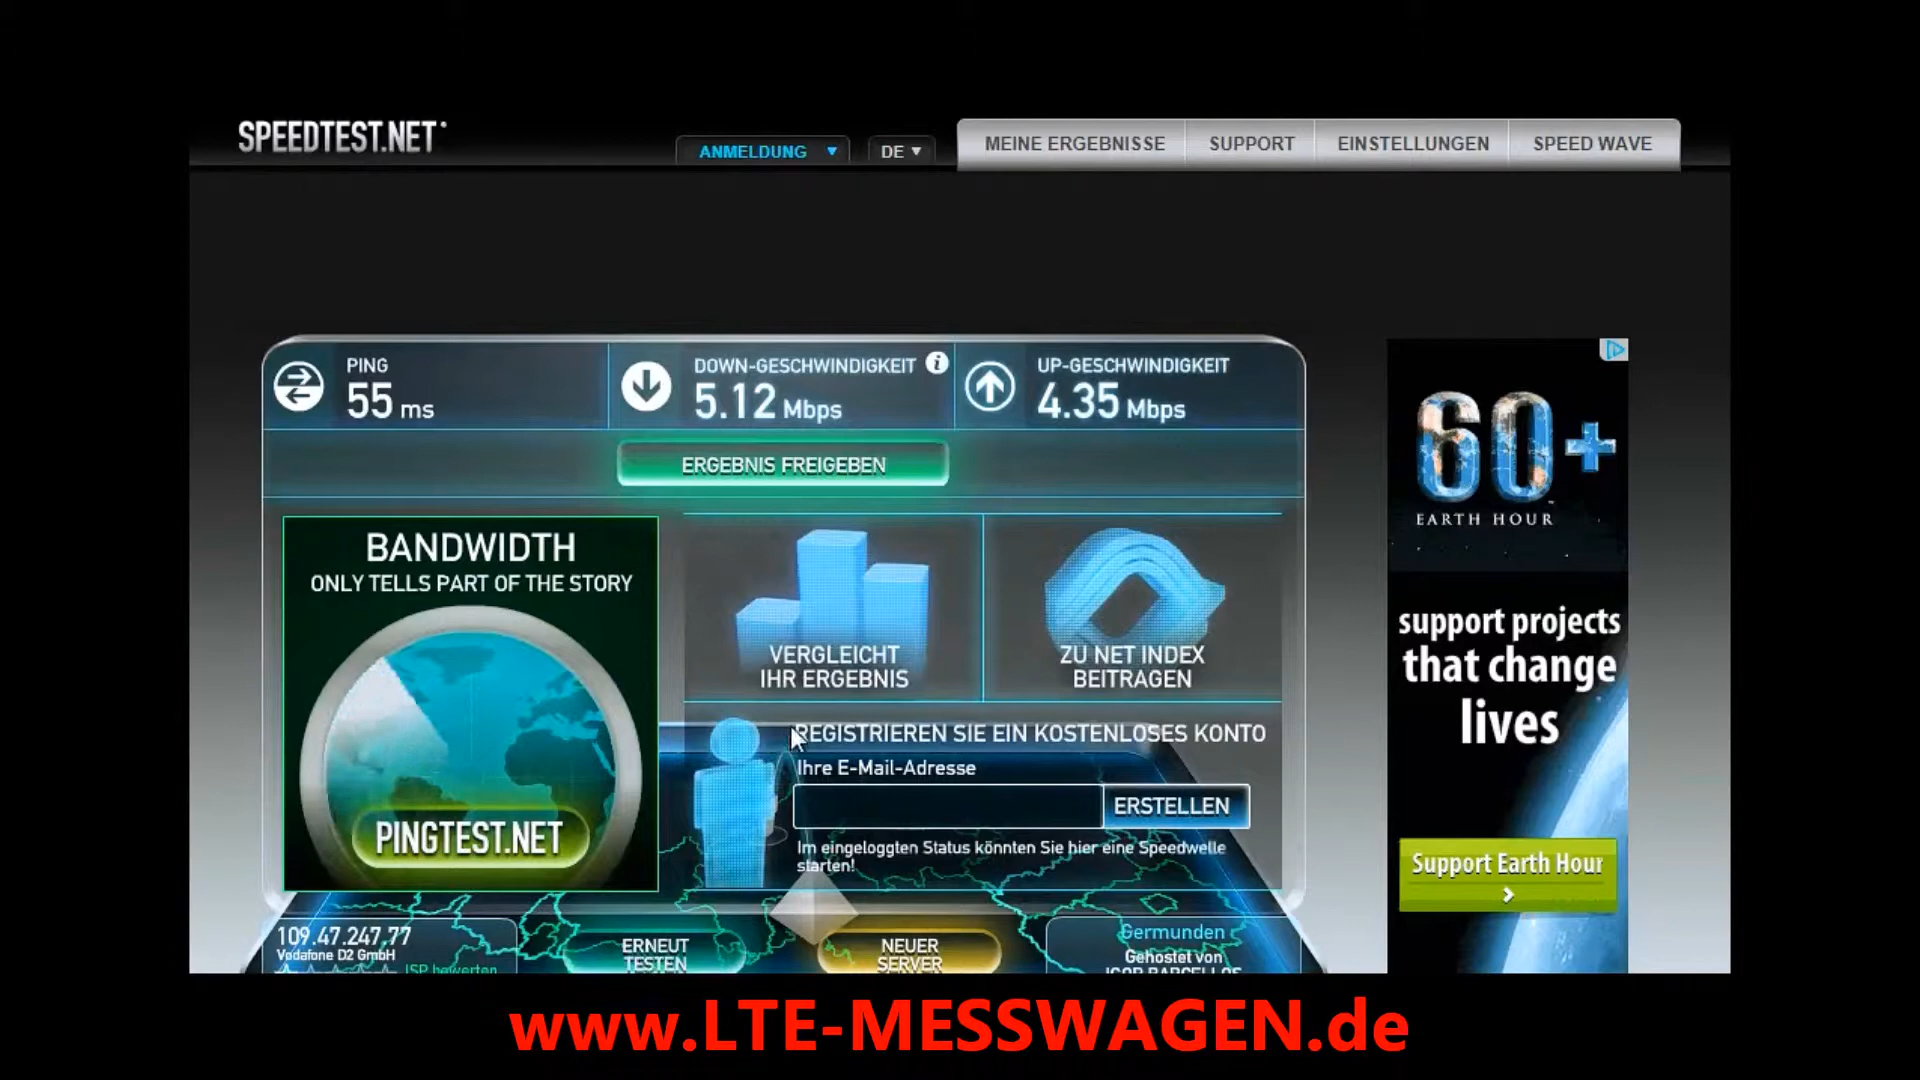 SPEEDTEST.NET
ANMELDUNG
DE
MEINE ERGEBNISSE
SUPPORT
EINSTELLUNGEN
SPEED WAVE
PING
55 ms
DOWN-GESCHWINDIGKEIT
5.12 Mbps
UP-GESCHWINDIGKEIT
4.35 Mbps
ERGEBNIS FREIGEBEN
BANDWIDTH
ONLY TELLS PART OF THE STORY
PINGTEST.NET
VERGLEICHT
IHR ERGEBNIS
ZU NET INDEX
BEITRAGEN
REGISTRIEREN SIE EIN KOSTENLOSES KONTO
Ihre E-Mail-Adresse
ERSTELLEN
Im eingeloggten Status könnten Sie hier eine Speedwelle
starten!
109.47.247.77
Vodafone D2 GmbH
ISP bewerten
ERNEUT
TESTEN
NEUER
SERVER
Germunden
Gehostet von
IGOR BARCELLOS
60+
EARTH HOUR
support projects
that change
lives
Support Earth Hour
www.LTE-MESSWAGEN.de